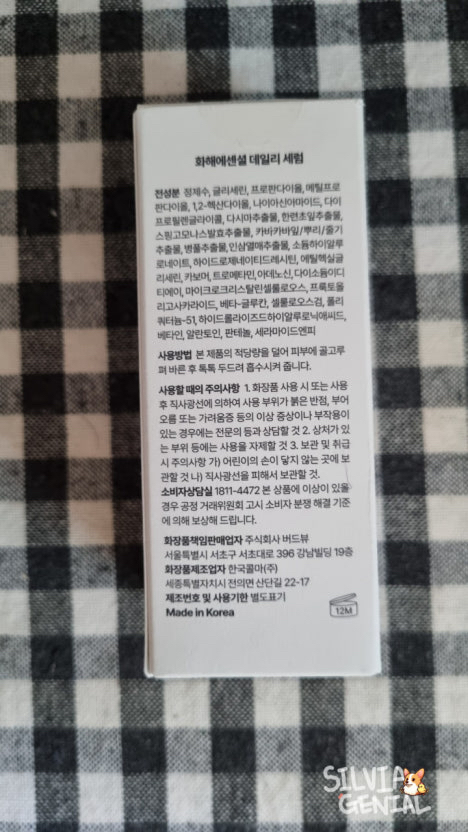 화해에센셜 데일리 세럼
전성분 정제수, 글리세린, 프로판다이올, 메틸프로
판다이올, 1,2-헥산다이올, 나이아신아마이드, 다이
프로필렌글라이콜, 다시마추출물, 한련초잎추출물,
스핑고모나스발효추출물, 카바카바잎/뿌리/줄기
추출물, 병풀추출물, 인삼열매추출물, 소듐하이알루
로네이트, 하이드로제네이티드레시틴, 에틸헥실글
리세린, 카보머, 트로메타민, 아데노신, 다이소듐이디
티에이, 마이크로크리스탈린셀룰로오스, 프룩토올
리고사카라이드, 베타-글루칸, 셀룰로오스검, 폴리
쿼터늄-51, 하이드롤라이즈드하이알루로닉애씨드,
베타인, 알란토인, 판테놀, 세라마이드엔피
사용방법 본 제품의 적당량을 덜어 피부에 골고루
펴 바른 후 톡톡 두드려 흡수시켜 줍니다.
사용할 때의 주의사항 1. 화장품 사용 시 또는 사용
후 직사광선에 의하여 사용 부위가 붉은 반점, 부어
오름 또는 가려움증 등의 이상 증상이나 부작용이
있는 경우에는 전문의 등과 상담할 것 2. 상처가 있
는 부위 등에는 사용을 자제할 것 3. 보관 및 취급
시 주의사항 가) 어린이의 손이 닿지 않는 곳에 보
관할 것 나) 직사광선을 피해서 보관할 것.
소비자상담실 1811-4472 본 상품에 이상이 있을
경우 공정 거래위원회 고시 소비자 분쟁 해결 기준
에 의해 보상해 드립니다.
화장품책임판매업자 주식회사 버드뷰
서울특별시 서초구 서초대로 396 강남빌딩 19층
화장품제조업자 한국콜마(주)
세종특별자치시 전의면 산단길 22-17
제조번호 및 사용기한 별도표기
Made in Korea
12M
SILVIA
GENIAL